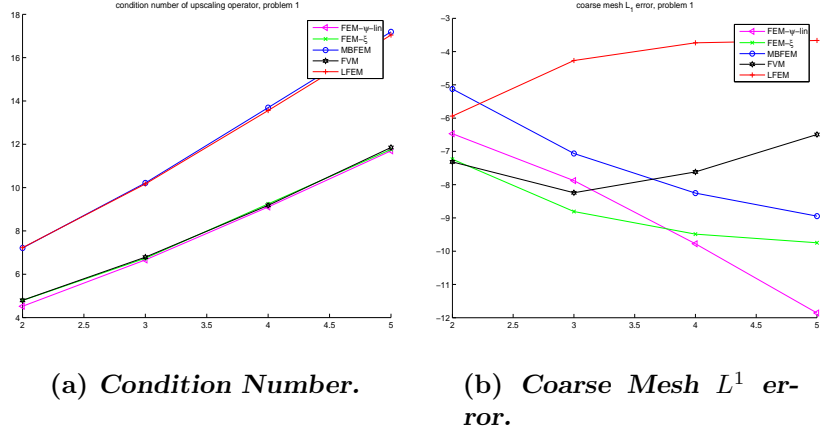 condition number of upscaling operator, problem 1
18
16
14
12
10
8
6
4
2
2.5
3
3.5
4
4.5
5
FEM-ψ-lin
FEM-ξ
MBFEM
FVM
LFEM
(a) Condition Number.
coarse mesh L₁ error, problem 1
−3
−4
−5
−6
−7
−8
−9
−10
−11
−12
2
2.5
3
3.5
4
4.5
5
FEM-ψ-lin
FEM-ξ
MBFEM
FVM
LFEM
(b) Coarse Mesh L¹ er-
ror.